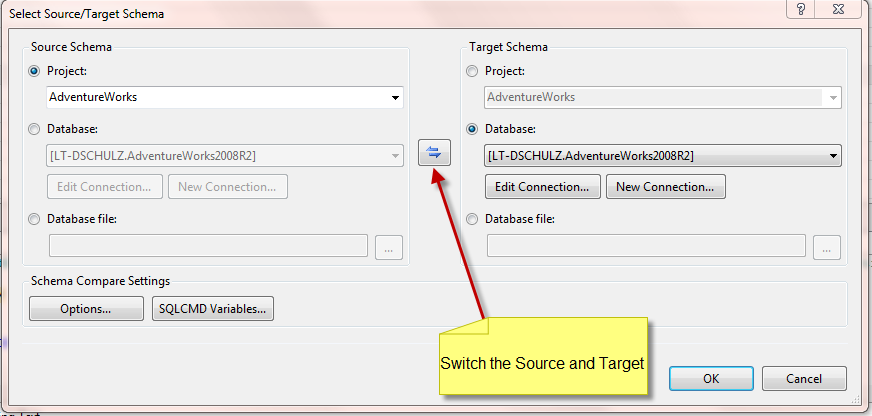 Select Source/Target Schema
Source Schema
Project:
AdventureWorks
Database:
[LT-DSCHULZ.AdventureWorks2008R2]
Edit Connection...
New Connection...
Database file:
...
Target Schema
Project:
AdventureWorks
Database:
[LT-DSCHULZ.AdventureWorks2008R2]
Edit Connection...
New Connection...
Database file:
...
Schema Compare Settings
Options...
SQLCMD Variables...
Switch the Source and Target
OK
Cancel